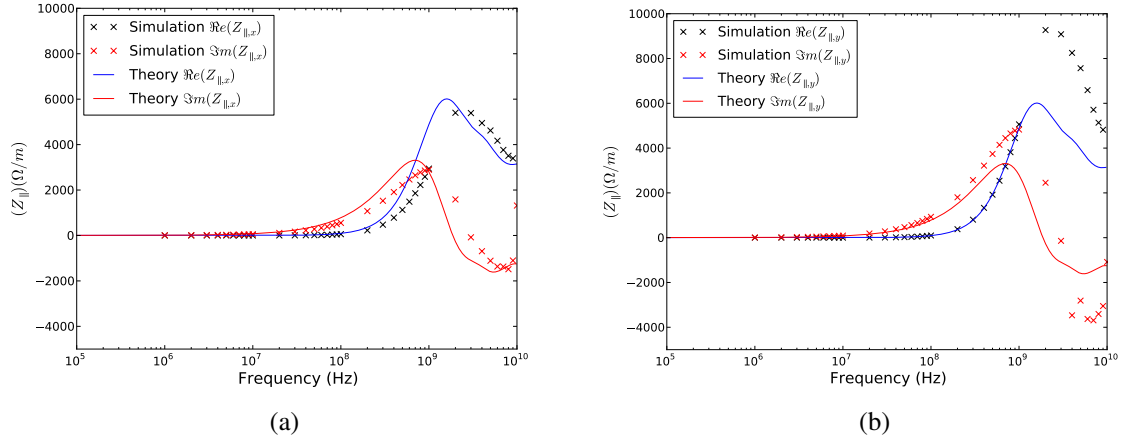 10000
8000
6000
4000
2000
0
−2000
−4000
(Z∥)(Ω/m)
× × Simulation ℜe(Z∥,x)
× × Simulation ℑm(Z∥,x)
Theory ℜe(Z∥,x)
Theory ℑm(Z∥,x)
10^5 10^6 10^7 10^8 10^9 10^10
Frequency (Hz)
(a)
10000
8000
6000
4000
2000
0
−2000
−4000
(Z∥)(Ω/m)
× × Simulation ℜe(Z∥,y)
× × Simulation ℑm(Z∥,y)
Theory ℜe(Z∥,y)
Theory ℑm(Z∥,y)
10^5 10^6 10^7 10^8 10^9 10^10
Frequency (Hz)
(b)